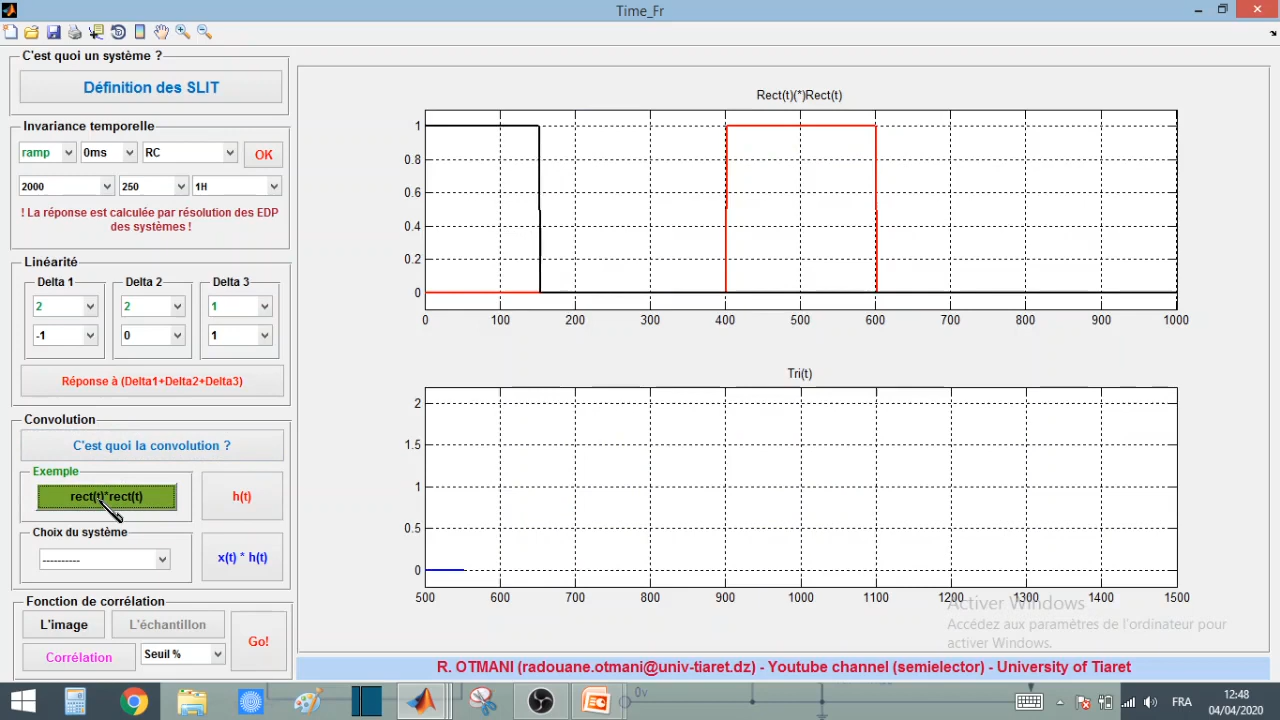 Time_Fr
C'est quoi un système ?
Définition des SLIT
Invariance temporelle
ramp 0ms RC OK
2000 250 1H
! La réponse est calculée par résolution des EDP
des systèmes !
Linéarité
Delta 1 Delta 2 Delta 3
2 2 1
-1 0 1
Réponse à (Delta1+Delta2+Delta3)
Convolution
C'est quoi la convolution ?
Exemple
rect(t)*rect(t) h(t)
Choix du système
---------- x(t) * h(t)
Fonction de corrélation
L'image L'échantillon Go!
Corrélation Seuil %
Rect(t)(*)Rect(t)
1
0.8
0.6
0.4
0.2
0
0 100 200 300 400 500 600 700 800 900 1000
Tri(t)
2
1.5
1
0.5
0
500 600 700 800 900 1000 1100 1200 1300 1400 1500
Activer Windows
Accédez aux paramètres de l'ordinateur pour
activer Windows.
R. OTMANI (radouane.otmani@univ-tiaret.dz) - Youtube channel (semielector) - University of Tiaret
0v
FRA
12:48
04/04/2020